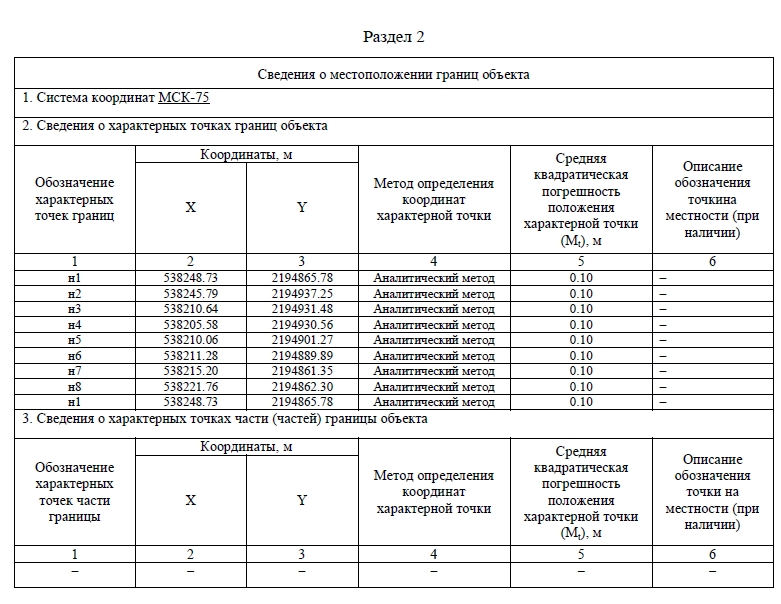 Раздел 2
Сведения о местоположении границ объекта
1. Система координат МСК-75
2. Сведения о характерных точках границ объекта
Обозначение
характерных
точек границ
Координаты, м
X
Y
Метод определения
координат
характерной точки
Средняя
квадратическая
погрешность
положения
характерной точки
(Mt), м
Описание
обозначения
точкина
местности (при
наличии)
1 2 3 4 5 6
н1 538248.73 2194865.78 Аналитический метод 0.10 –
н2 538245.79 2194937.25 Аналитический метод 0.10 –
н3 538210.64 2194931.48 Аналитический метод 0.10 –
н4 538205.58 2194930.56 Аналитический метод 0.10 –
н5 538210.06 2194901.27 Аналитический метод 0.10 –
н6 538211.28 2194889.89 Аналитический метод 0.10 –
н7 538215.20 2194861.35 Аналитический метод 0.10 –
н8 538221.76 2194862.30 Аналитический метод 0.10 –
н1 538248.73 2194865.78 Аналитический метод 0.10 –
3. Сведения о характерных точках части (частей) границы объекта
Обозначение
характерных
точек части
границы
Координаты, м
X
Y
Метод определения
координат
характерной точки
Средняя
квадратическая
погрешность
положения
характерной точки
(Mt), м
Описание
обозначения
точки на
местности (при
наличии)
1 2 3 4 5 6
– – – – – –